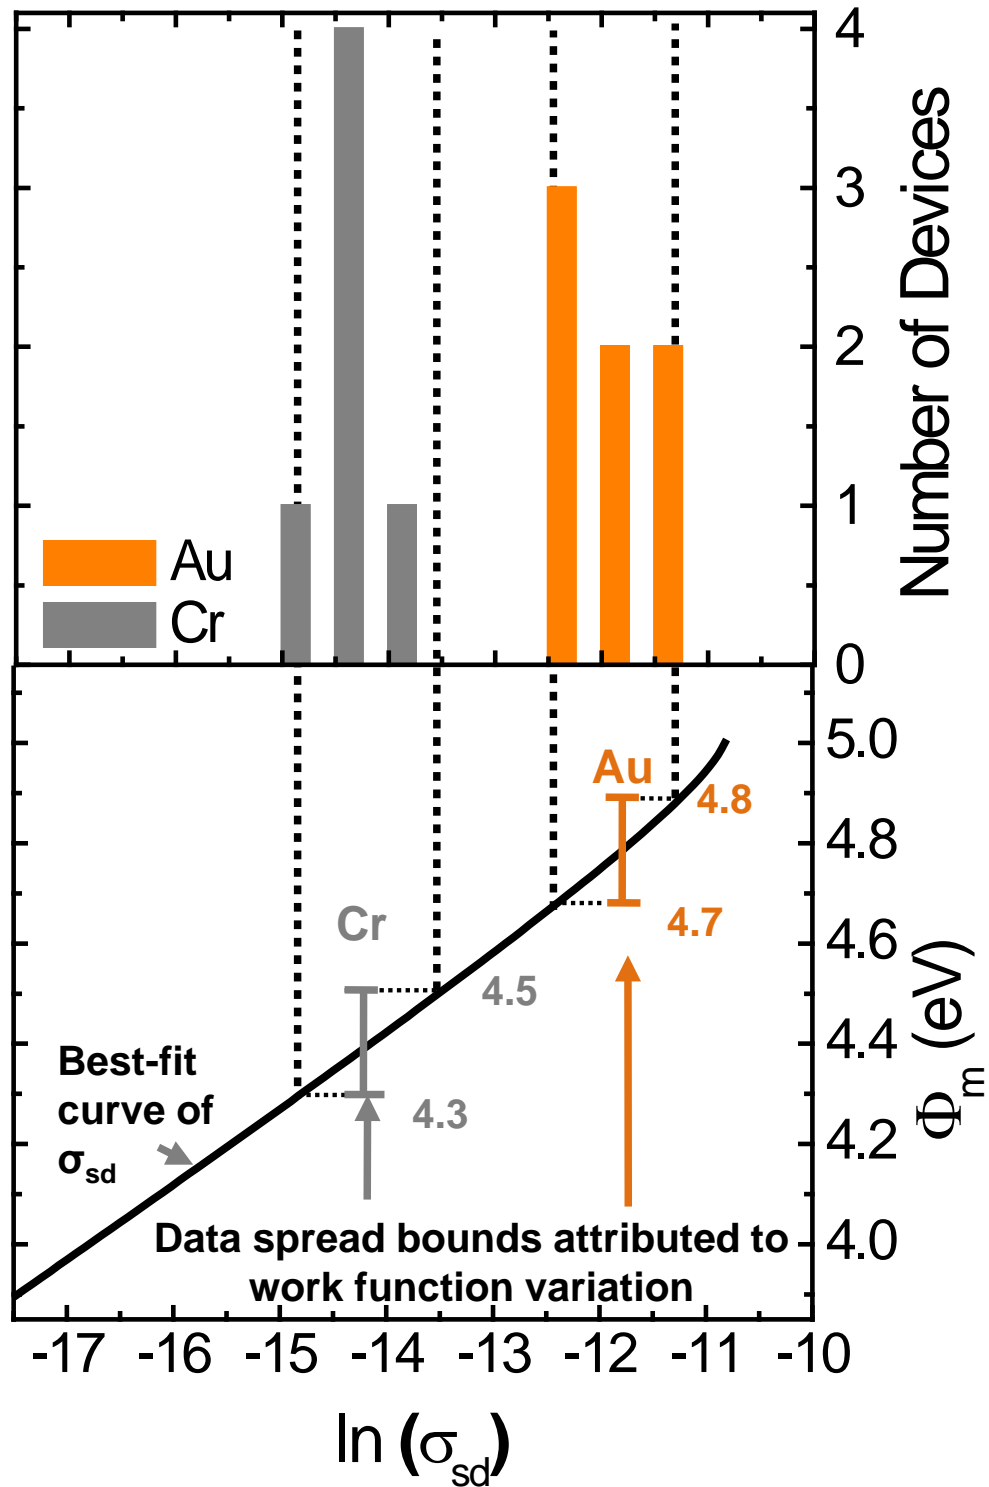 4
3
2
1
0
Number of Devices
Au
Cr
5.0
4.8
4.6
4.4
4.2
4.0
Φm (eV)
Au
4.8
4.7
Cr
4.5
4.3
Best-fit
curve of
σsd
Data spread bounds attributed to
work function variation
-17 -16 -15 -14 -13 -12 -11 -10
ln (σsd)